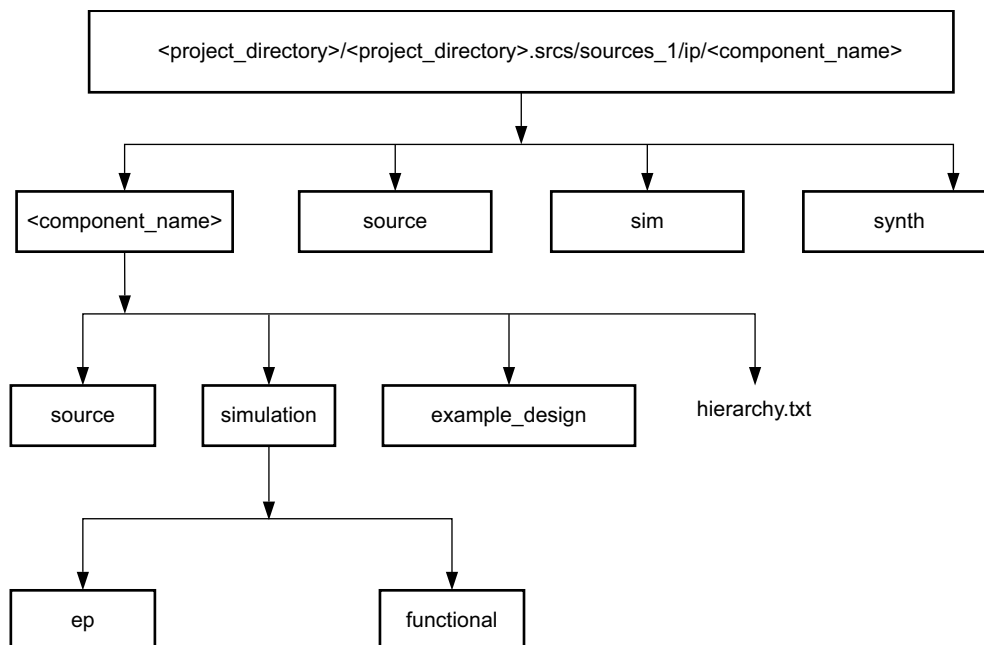 <project_directory>/<project_directory>.srcs/sources_1/ip/<component_name>
<component_name>
source
sim
synth
source
simulation
example_design
hierarchy.txt
ep
functional